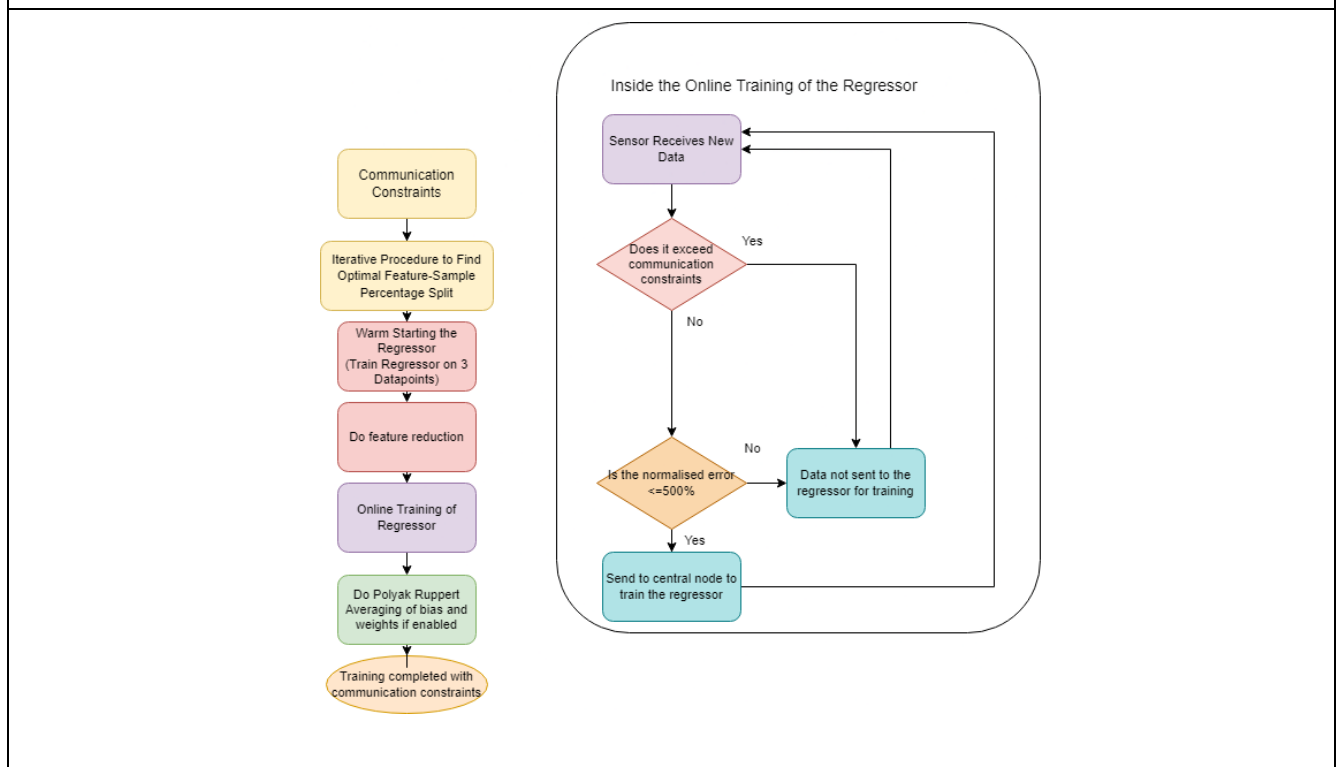 Communication
Constraints
Iterative Procedure to Find
Optimal Feature-Sample
Percentage Split
Warm Starting the
Regressor
(Train Regressor on 3
Datapoints)
Do feature reduction
Online Training of
Regressor
Do Polyak Ruppert
Averaging of bias and
weights if enabled
Training completed with
communication constraints
Inside the Online Training of the Regressor
Sensor Receives New
Data
Does it exceed
communication
constraints
Yes
No
Is the normalised error
<=500%
No
Data not sent to the
regressor for training
Yes
Send to central node to
train the regressor